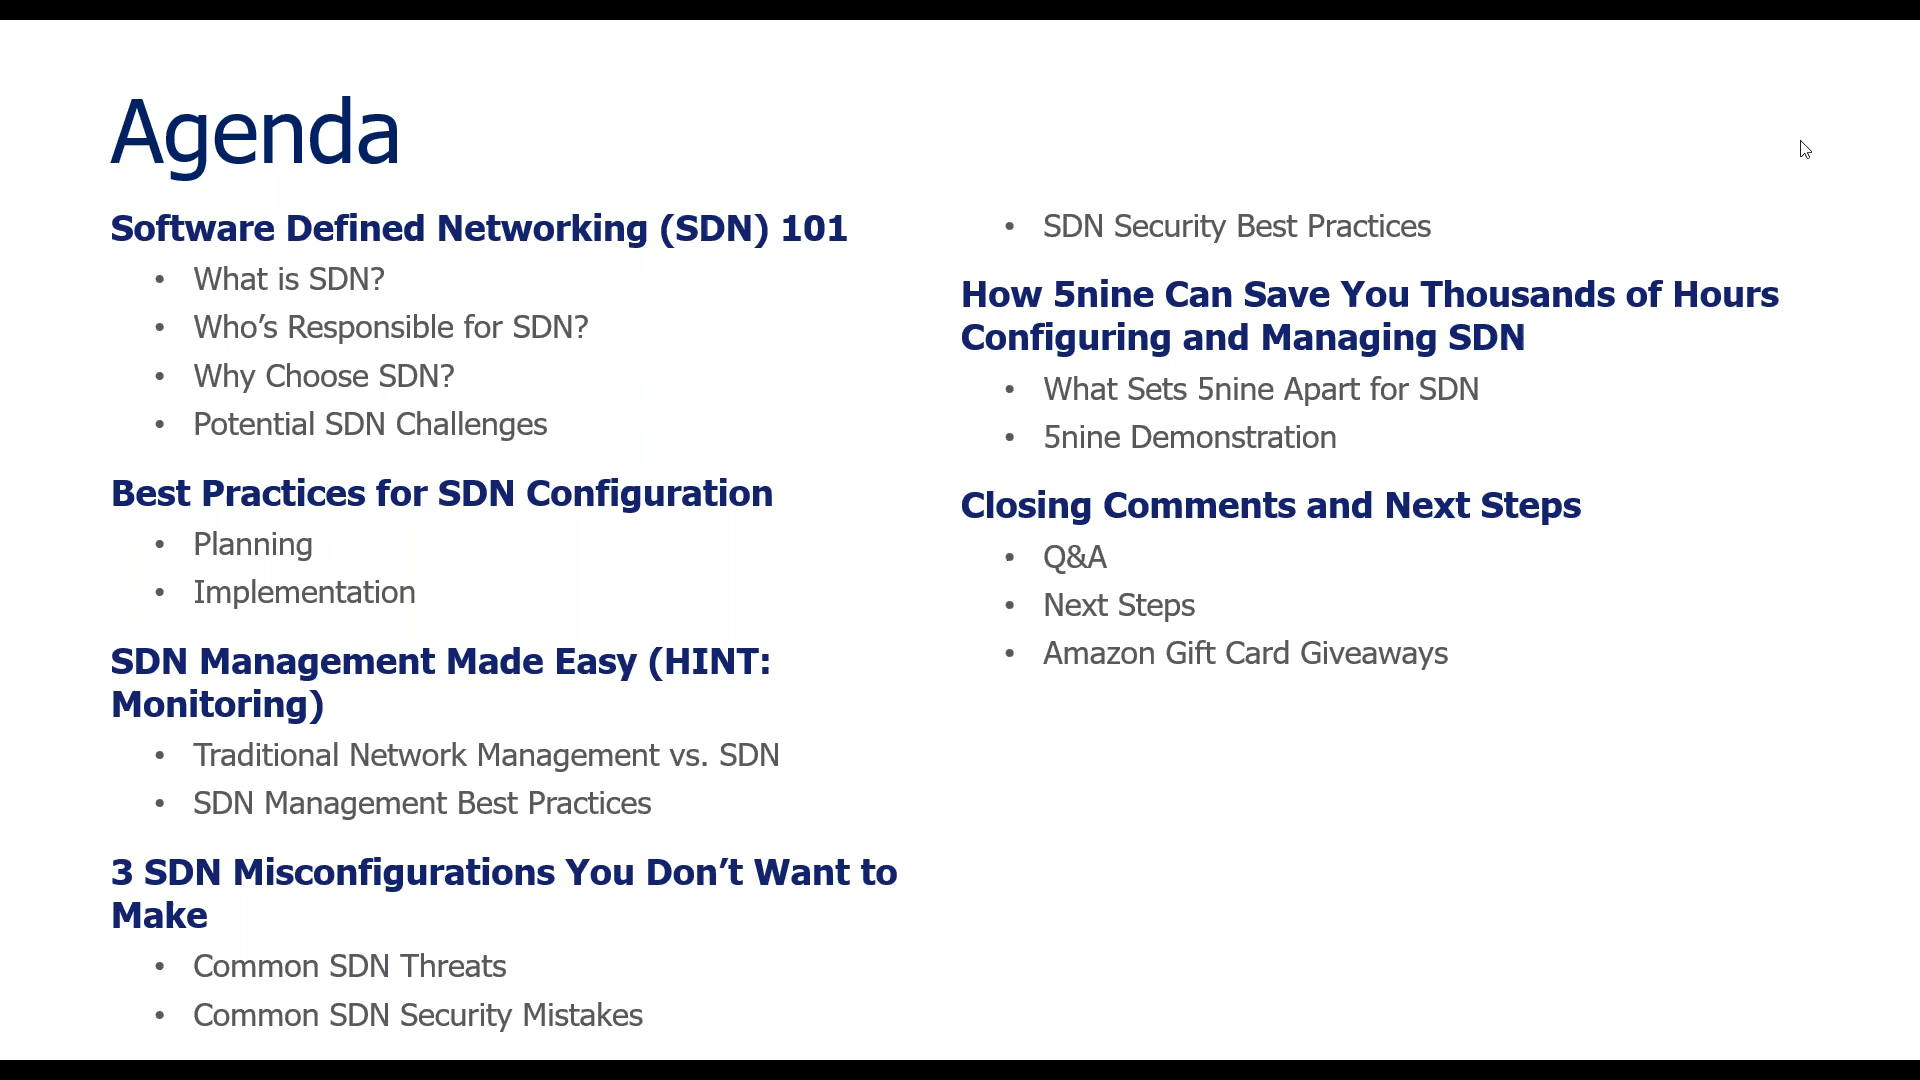 Agenda
Software Defined Networking (SDN) 101
• What is SDN?
• Who’s Responsible for SDN?
• Why Choose SDN?
• Potential SDN Challenges
Best Practices for SDN Configuration
• Planning
• Implementation
SDN Management Made Easy (HINT:
Monitoring)
• Traditional Network Management vs. SDN
• SDN Management Best Practices
3 SDN Misconfigurations You Don’t Want to
Make
• Common SDN Threats
• Common SDN Security Mistakes
• SDN Security Best Practices
How 5nine Can Save You Thousands of Hours
Configuring and Managing SDN
• What Sets 5nine Apart for SDN
• 5nine Demonstration
Closing Comments and Next Steps
• Q&A
• Next Steps
• Amazon Gift Card Giveaways